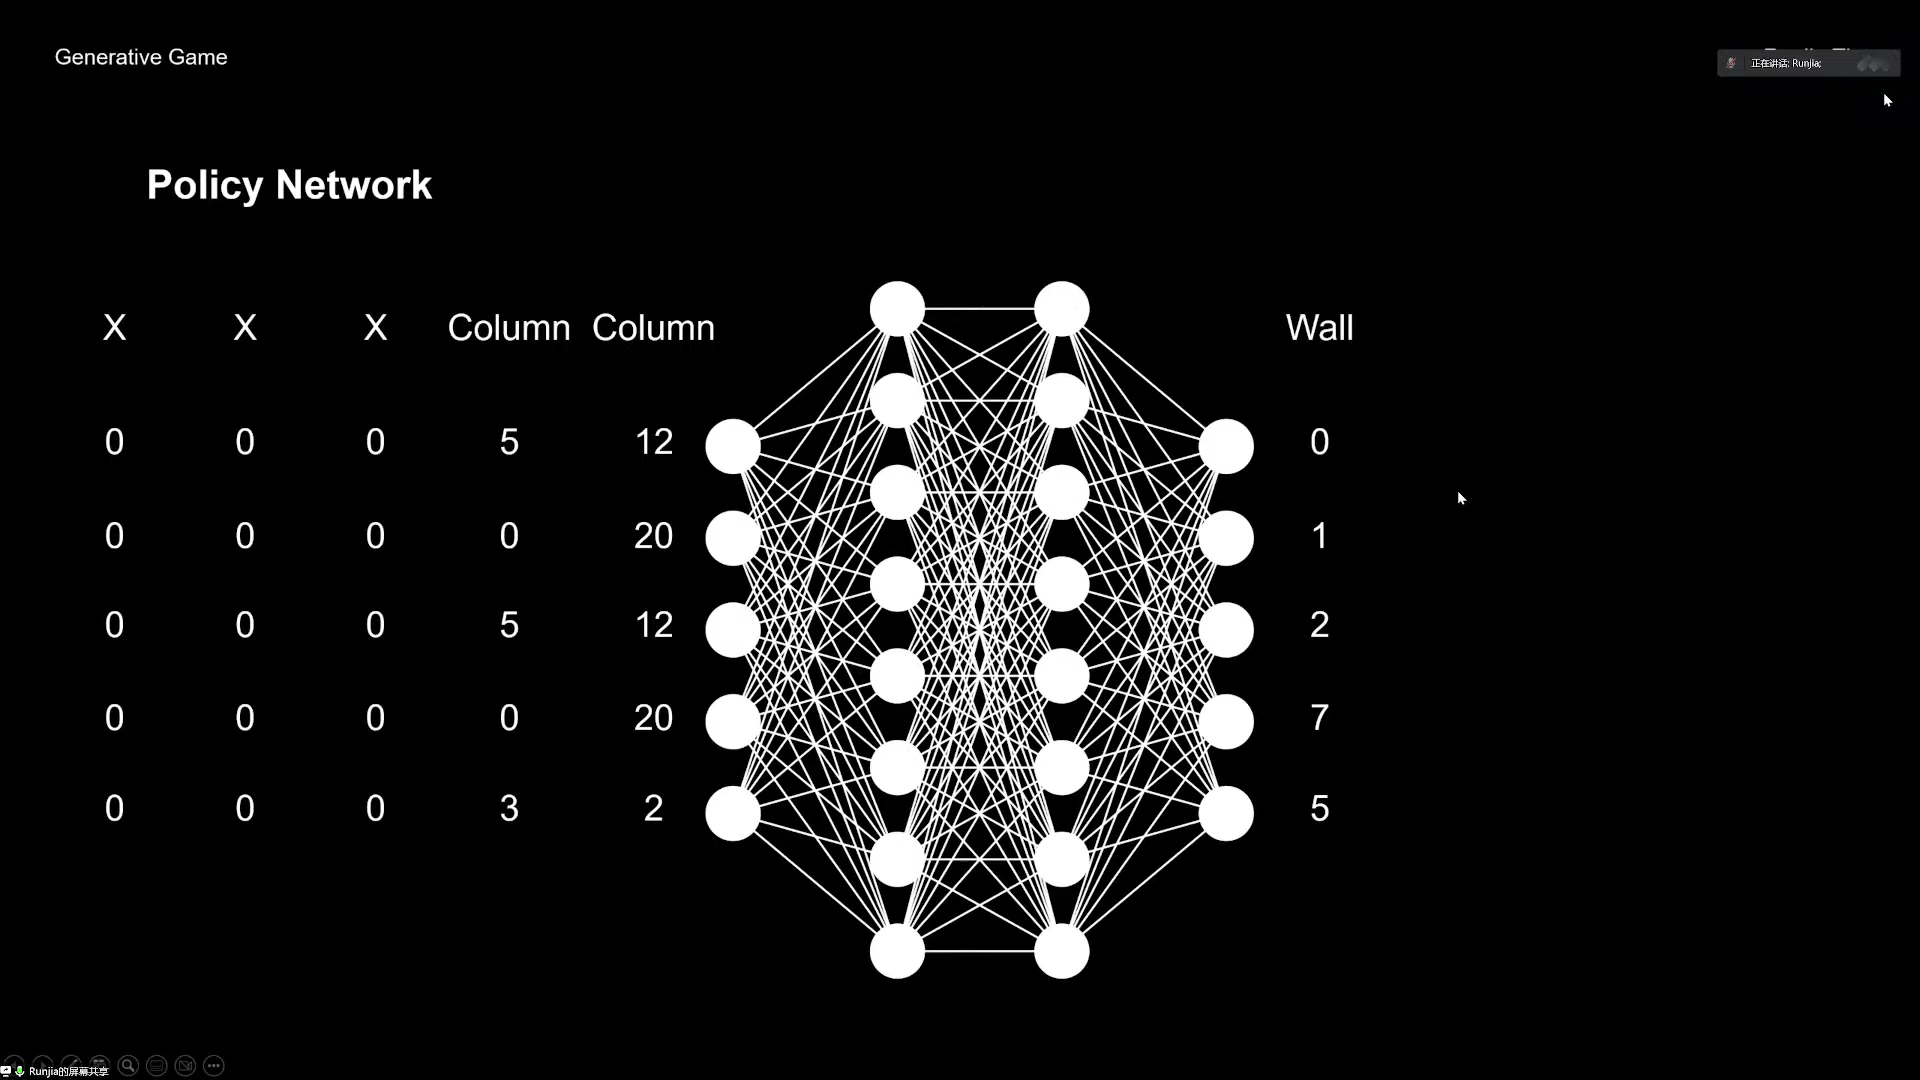 Generative Game
正在讲话: Runjia;
Policy Network
X X X Column Column Wall
0 0 0 5 12 0
0 0 0 0 20 1
0 0 0 5 12 2
0 0 0 0 20 7
0 0 0 3 2 5
Runjia的屏幕共享